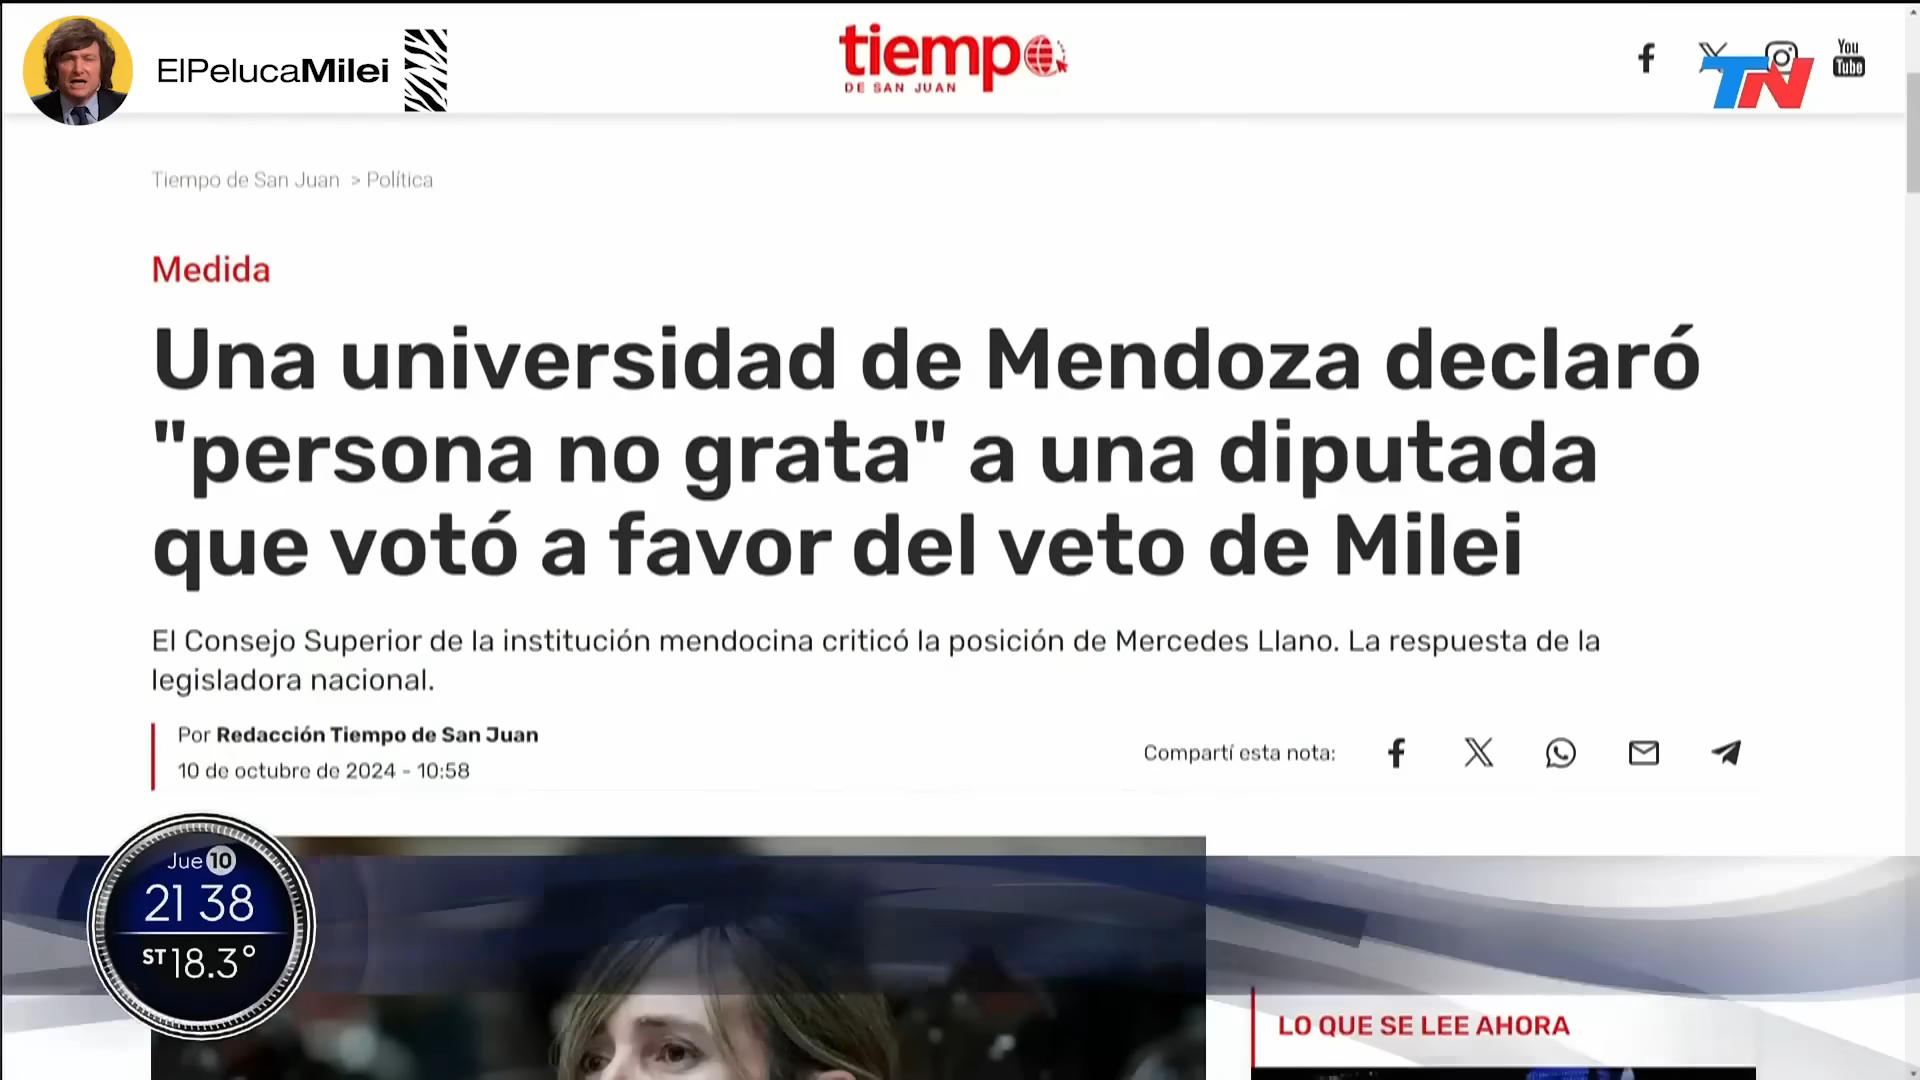 ElPelucaMilei
tiempo
DE SAN JUAN
You
Tube
TN
Tiempo de San Juan > Política
Medida
Una universidad de Mendoza declaró
"persona no grata" a una diputada
que votó a favor del veto de Milei
El Consejo Superior de la institución mendocina criticó la posición de Mercedes Llano. La respuesta de la
legisladora nacional.
Por Redacción Tiempo de San Juan
10 de octubre de 2024 - 10:58
Compartí esta nota:
Jue 10
21 38
ST 18.3°
LO QUE SE LEE AHORA